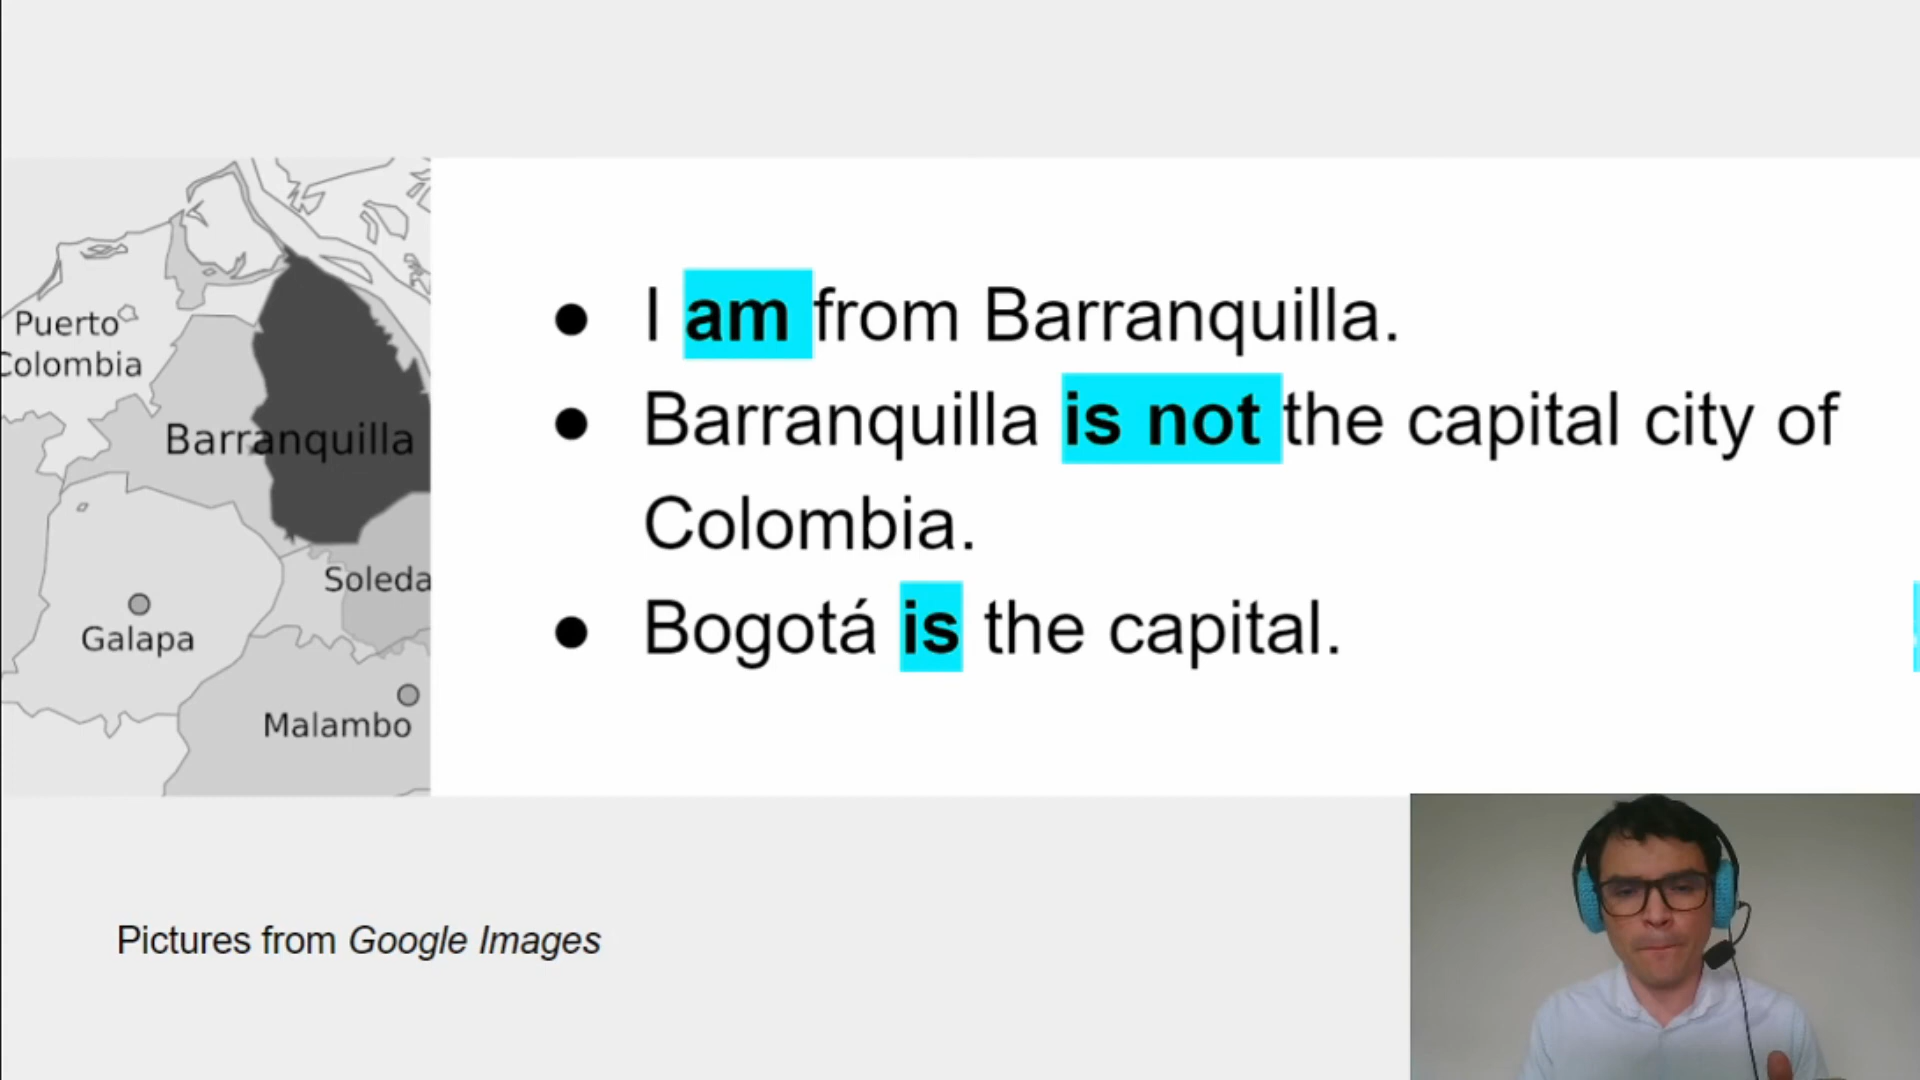 I am from Barranquilla.
Barranquilla is not the capital city of
Colombia.
Bogotá is the capital.
Puerto
Colombia
Barranquilla
Soleda
Galapa
Malambo
Pictures from Google Images